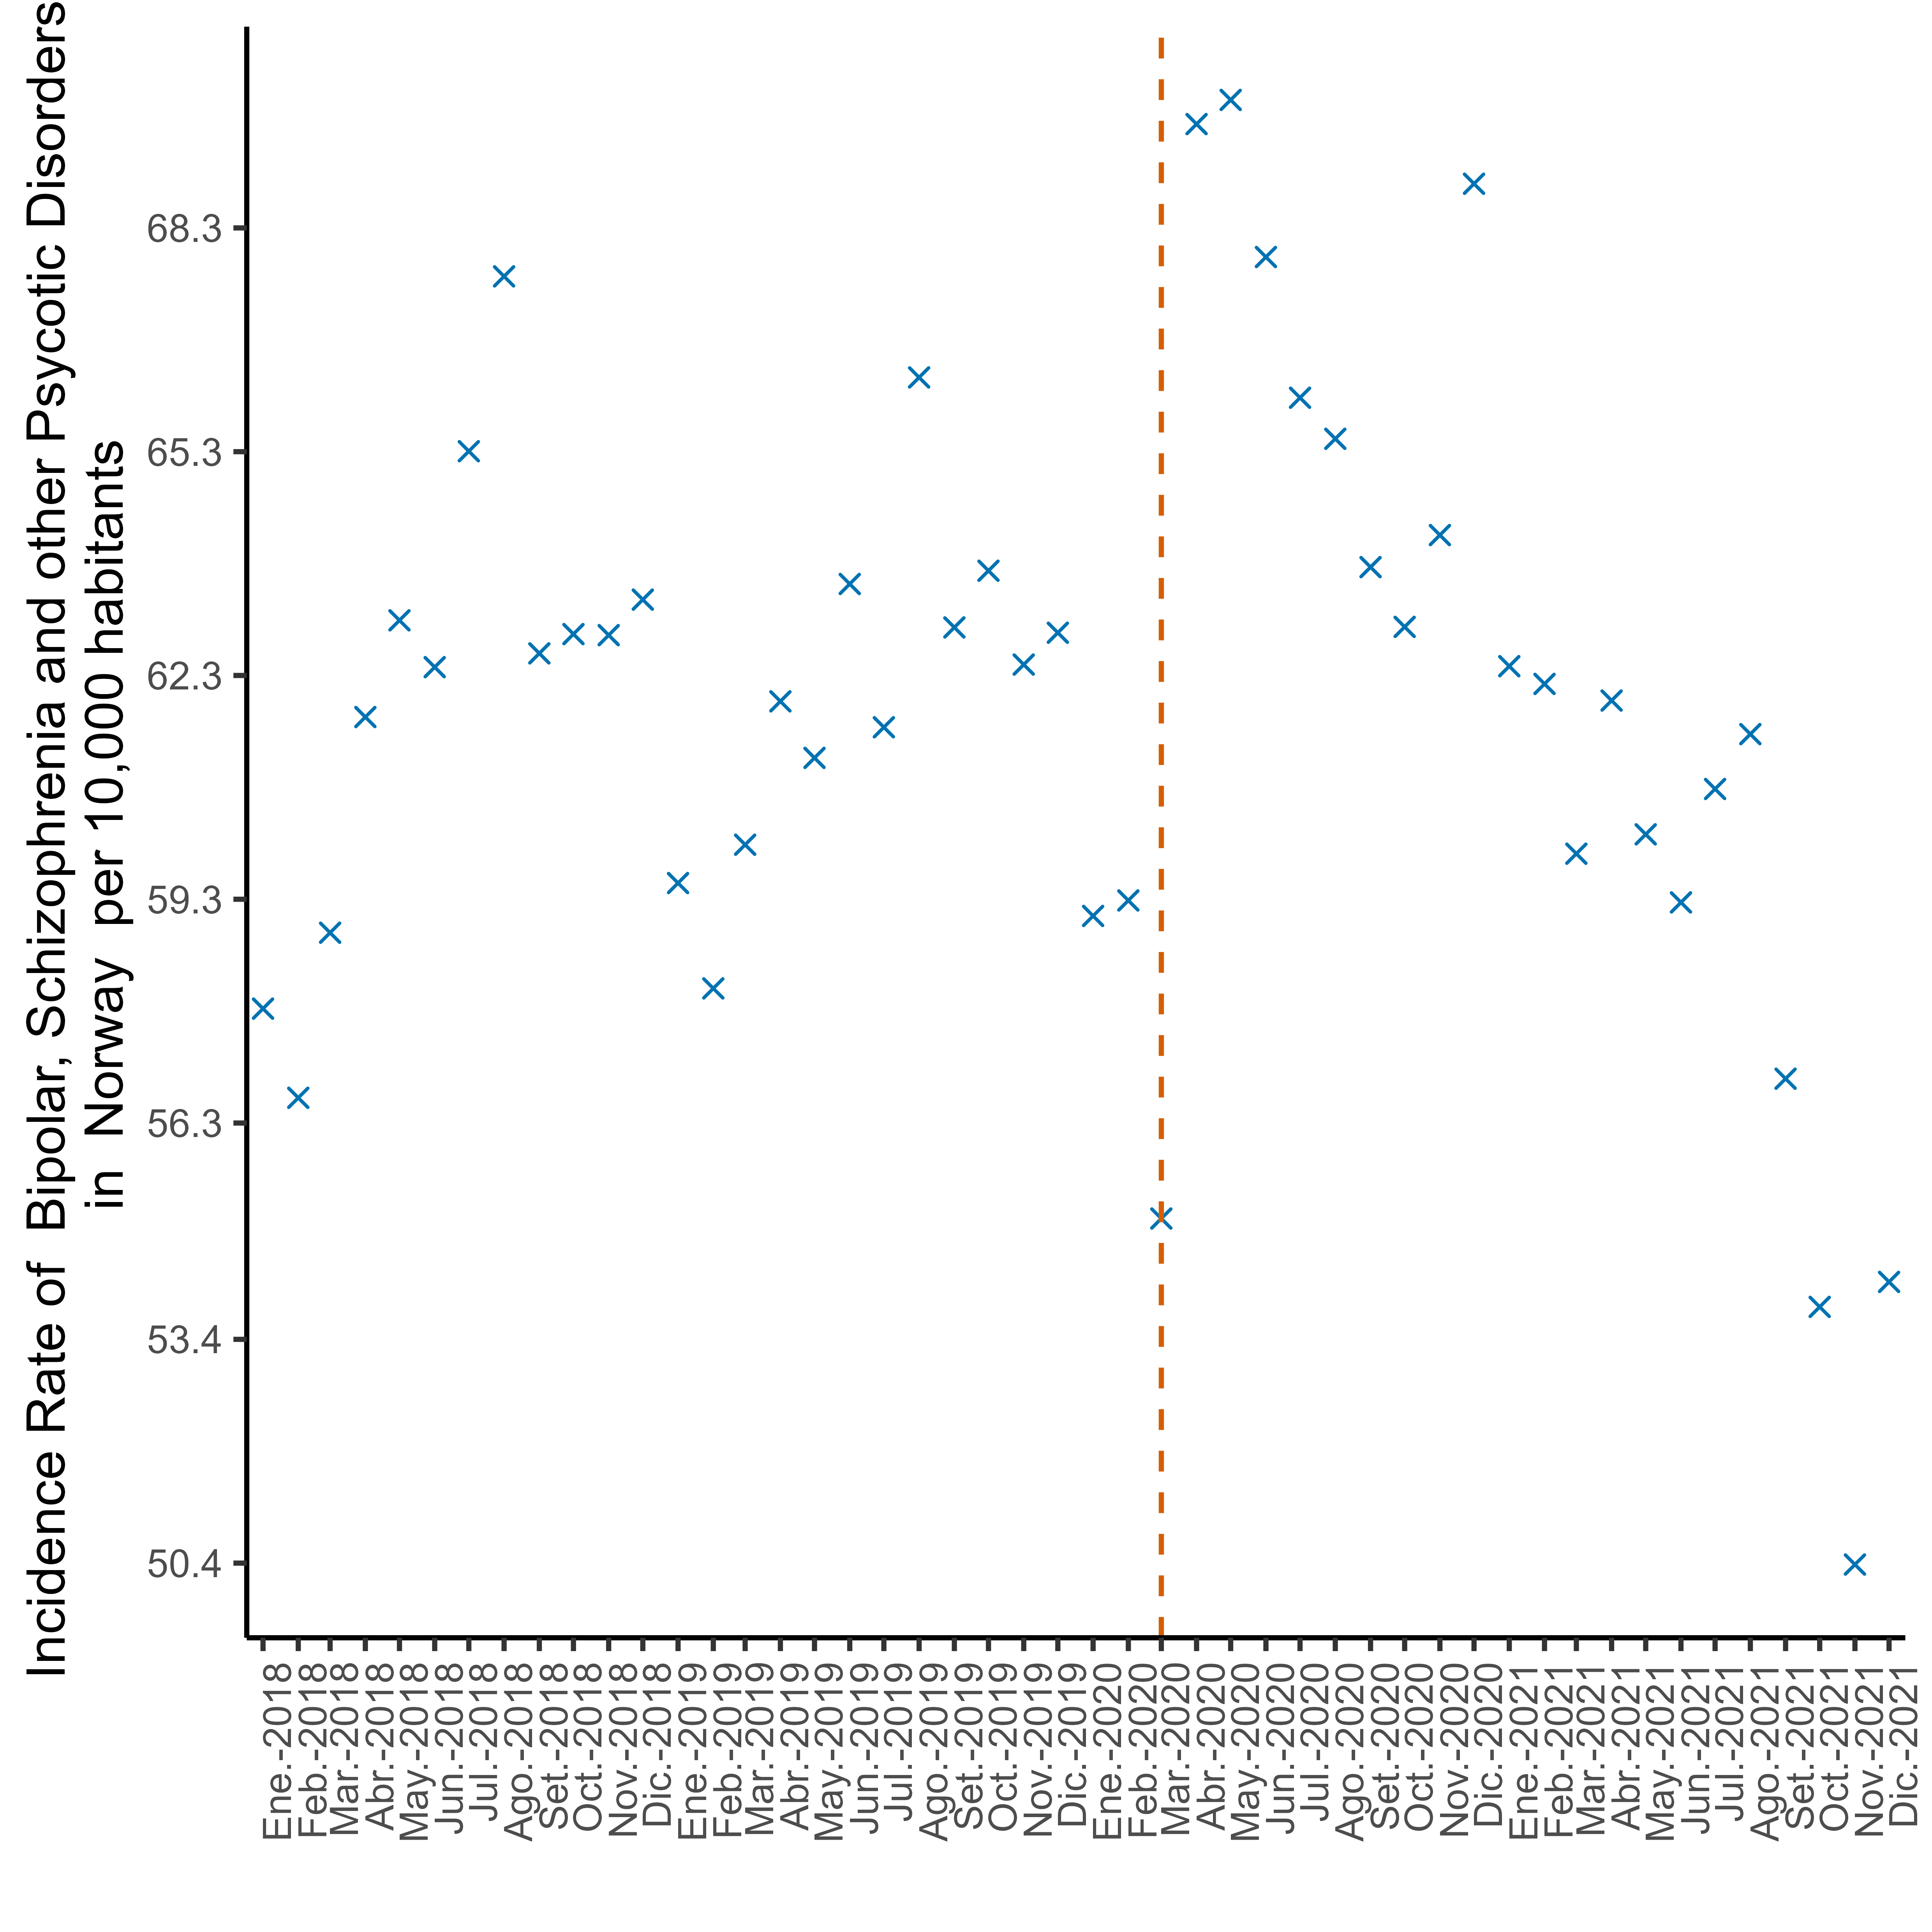 Incidence Rate of Bipolar, Schizophrenia and other Psycotic Disorders
in Norway per 10,000 habitants
68.3
65.3
62.3
59.3
56.3
53.4
50.4
Ene.-2018
Feb.-2018
Mar.-2018
Abr.-2018
May.-2018
Jun.-2018
Jul.-2018
Ago.-2018
Set.-2018
Oct.-2018
Nov.-2018
Dic.-2018
Ene.-2019
Feb.-2019
Mar.-2019
Abr.-2019
May.-2019
Jun.-2019
Jul.-2019
Ago.-2019
Set.-2019
Oct.-2019
Nov.-2019
Dic.-2019
Ene.-2020
Feb.-2020
Mar.-2020
Abr.-2020
May.-2020
Jun.-2020
Jul.-2020
Ago.-2020
Set.-2020
Oct.-2020
Nov.-2020
Dic.-2020
Ene.-2021
Feb.-2021
Mar.-2021
Abr.-2021
May.-2021
Jun.-2021
Jul.-2021
Ago.-2021
Set.-2021
Oct.-2021
Nov.-2021
Dic.-2021